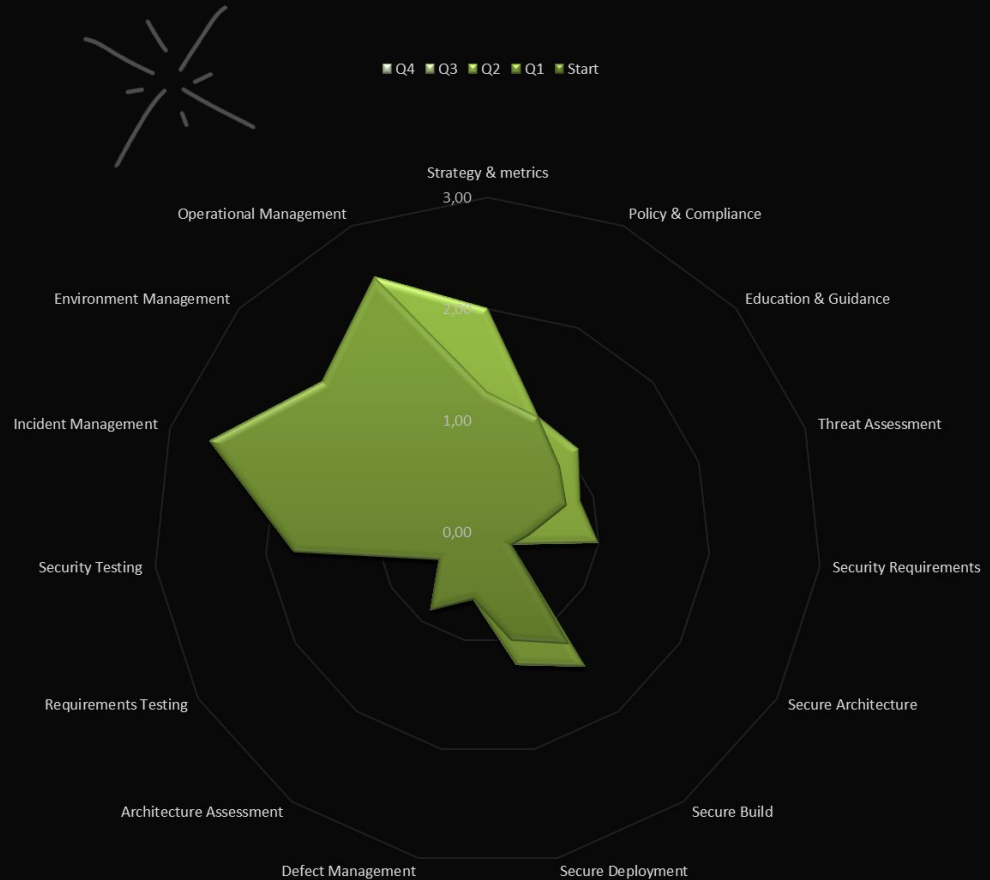 Q4 Q3 Q2 Q1 Start
Strategy & metrics
3,00
Operational Management
Policy & Compliance
Environment Management
Education & Guidance
2,00
Incident Management
1,00
Threat Assessment
0,00
Security Testing
Security Requirements
Requirements Testing
Secure Architecture
Architecture Assessment
Secure Build
Defect Management
Secure Deployment